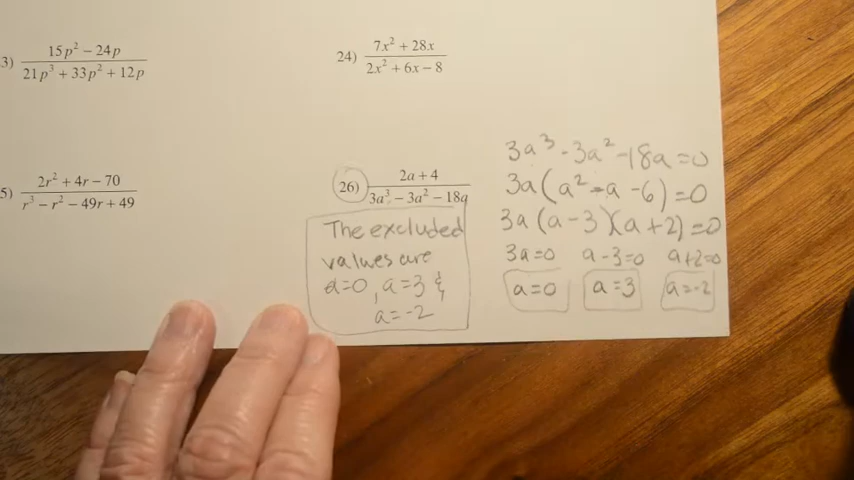 3) 15p² − 24p / 21p³ + 33p² + 12p
24) 7x² + 28x / 2x² + 6x − 8
5) 2r² + 4r − 70 / r³ − r² − 49r + 49
26) 2a + 4 / 3a³ − 3a² − 18a
The excluded
values are
a=0, a=3 &
a=-2
3a³ - 3a² - 18a = 0
3a(a² - a - 6) = 0
3a(a - 3)(a + 2) = 0
3a=0 a-3=0 a+2=0
a=0 a=3 a=-2